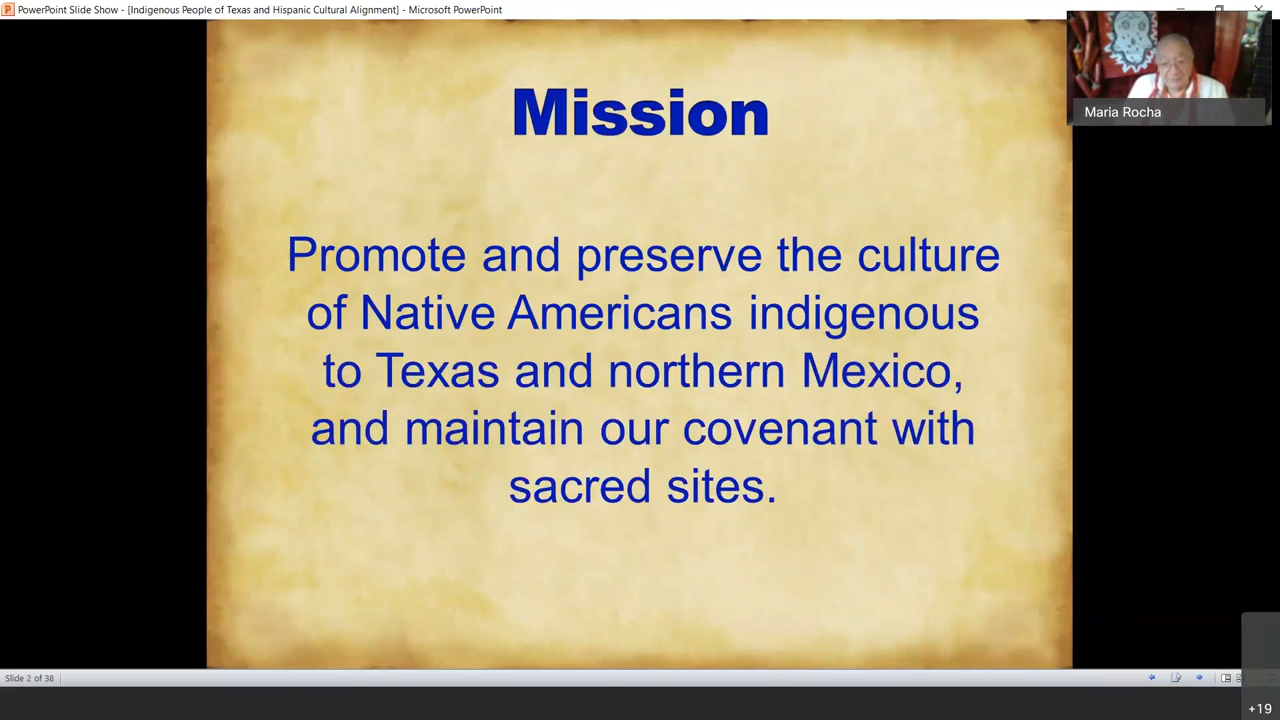 PowerPoint Slide Show - [Indigenous People of Texas and Hispanic Cultural Alignment] - Microsoft PowerPoint
Maria Rocha
Mission
Promote and preserve the culture
of Native Americans indigenous
to Texas and northern Mexico,
and maintain our covenant with
sacred sites.
Slide 2 of 38
+19